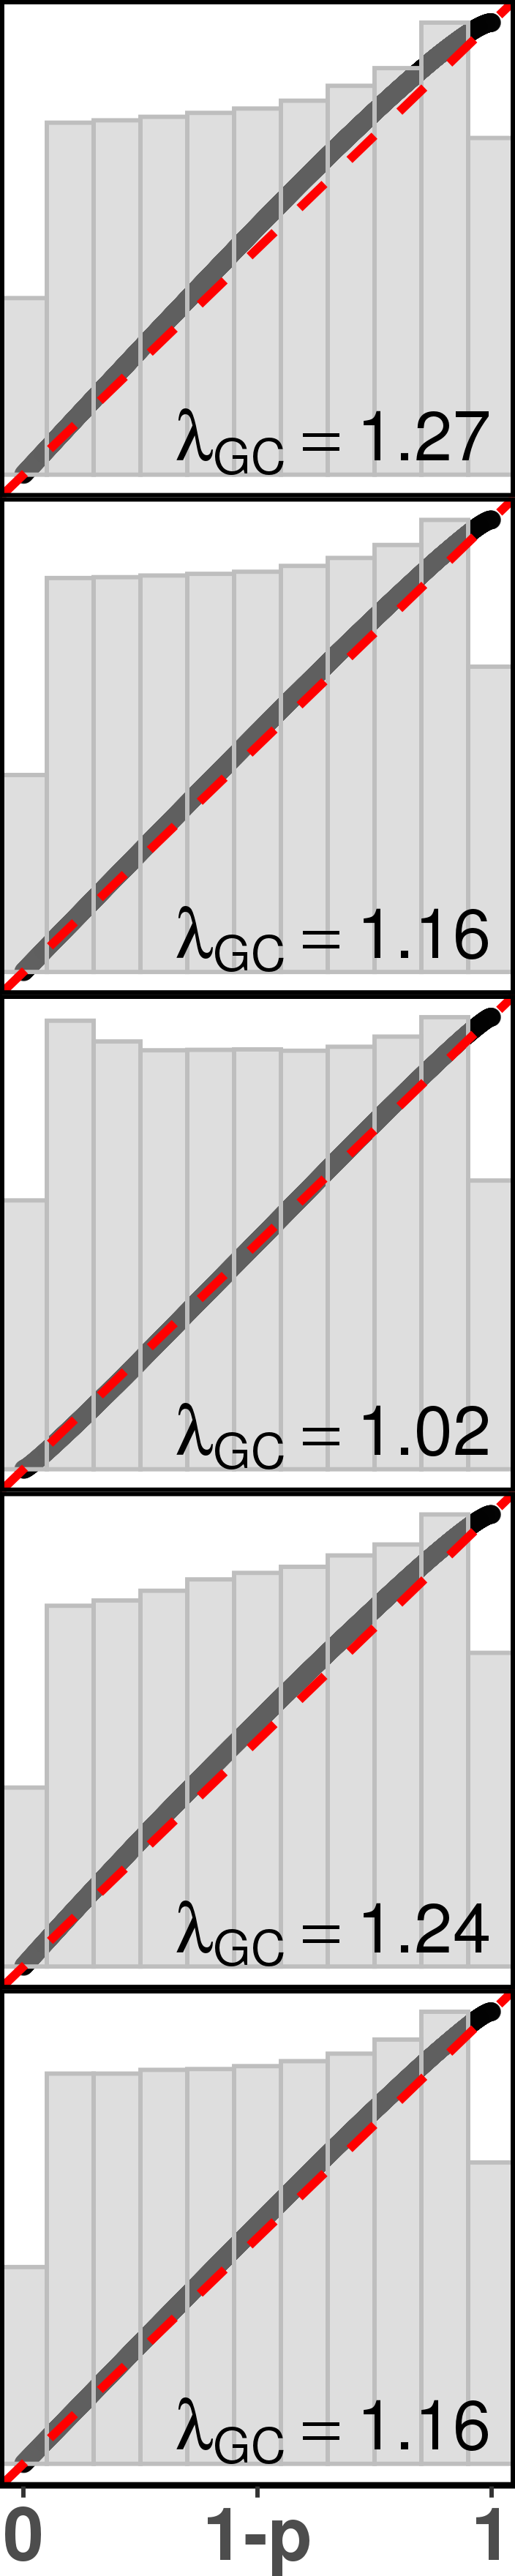 λGC = 1.27
λGC = 1.16
λGC = 1.02
λGC = 1.24
λGC = 1.16
0 1-p 1